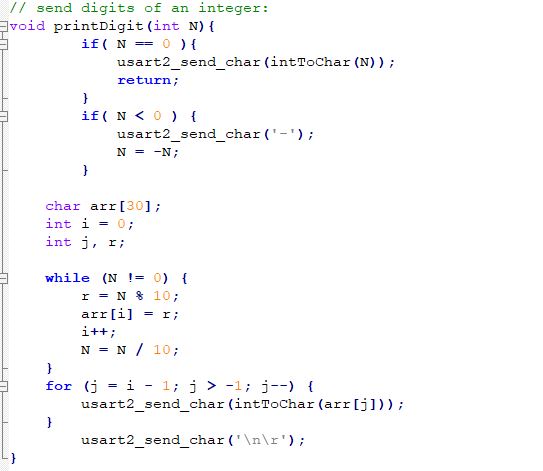 // send digits of an integer:
void printDigit(int N){
        if( N == 0 ){
            usart2_send_char(intToChar(N));
            return;
        }
        if( N < 0 ) {
            usart2_send_char('-');
            N = -N;
        }

    char arr[30];
    int i = 0;
    int j, r;

    while (N != 0) {
        r = N % 10;
        arr[i] = r;
        i++;
        N = N / 10;
    }
    for (j = i - 1; j > -1; j--) {
        usart2_send_char(intToChar(arr[j]));
    }
        usart2_send_char('\n\r');
}